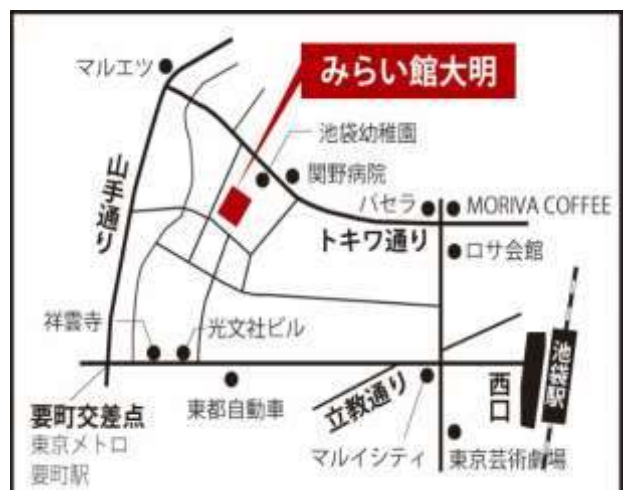 マルエツ
みらい館大明
池袋幼稚園
関野病院
パセラ
MORIVA COFFEE
山手通り
トキワ通り
ロサ会館
祥雲寺
光文社ビル
池袋駅
西口
立教通り
要町交差点
東京メトロ
要町駅
東都自動車
マルイシティ
東京芸術劇場